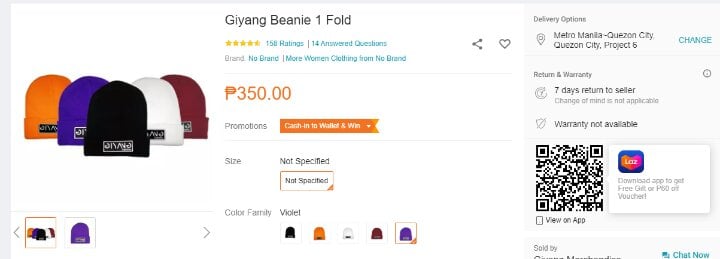 Giyang Beanie 1 Fold
158 Ratings | 14 Answered Questions
Brand: No Brand | More Women Clothing from No Brand
₱350.00
Promotions Cash-in to Wallet & Win
Size Not Specified
Not Specified
Color Family Violet
GIYANG
Delivery Options
Metro Manila~Quezon City,
Quezon City, Project 6
CHANGE
Return & Warranty
7 days return to seller
Change of mind is not applicable
Warranty not available
Laz
Download app to get
Free Gift or P60 off
Voucher!
View on App
Sold by
Giyang Merchandise
Chat Now